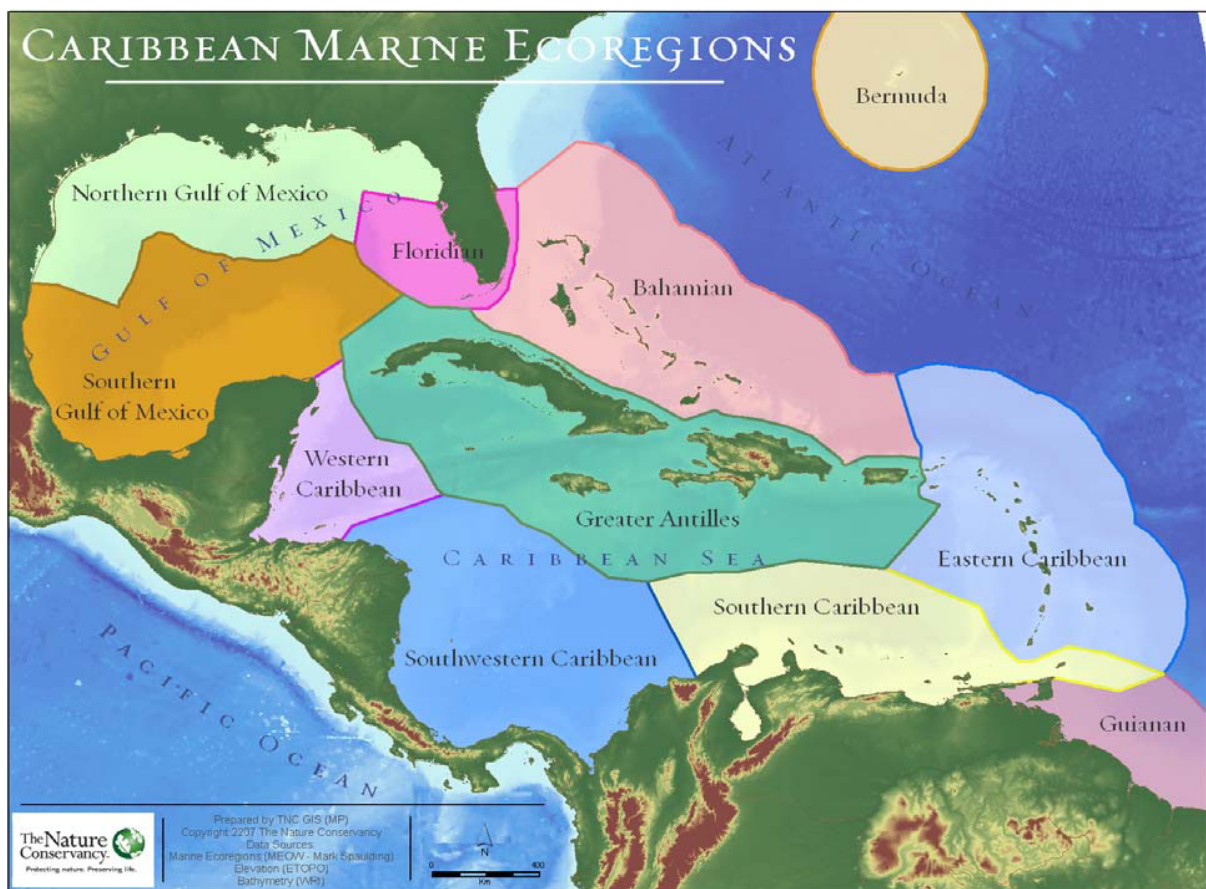 CARIBBEAN MARINE ECOREGIONS
Bermuda
ATLANTIC OCEAN
Northern Gulf of Mexico
GULF OF MEXICO
Floridian
Bahamian
Southern
Gulf of Mexico
Western
Caribbean
Greater Antilles
CARIBBEAN SEA
Eastern Caribbean
Southern Caribbean
Southwestern Caribbean
PACIFIC OCEAN
Guianan
The Nature
Conservancy
Protecting nature. Preserving life.
Prepared by TNC GIS (MP)
Copyright 2207 The Nature Conservancy
Data Sources:
Marine Ecoregions (MEOW - Mark Spaulding)
Elevation (ETOPO)
Bathymetry (WRI)
N
0 400
Km